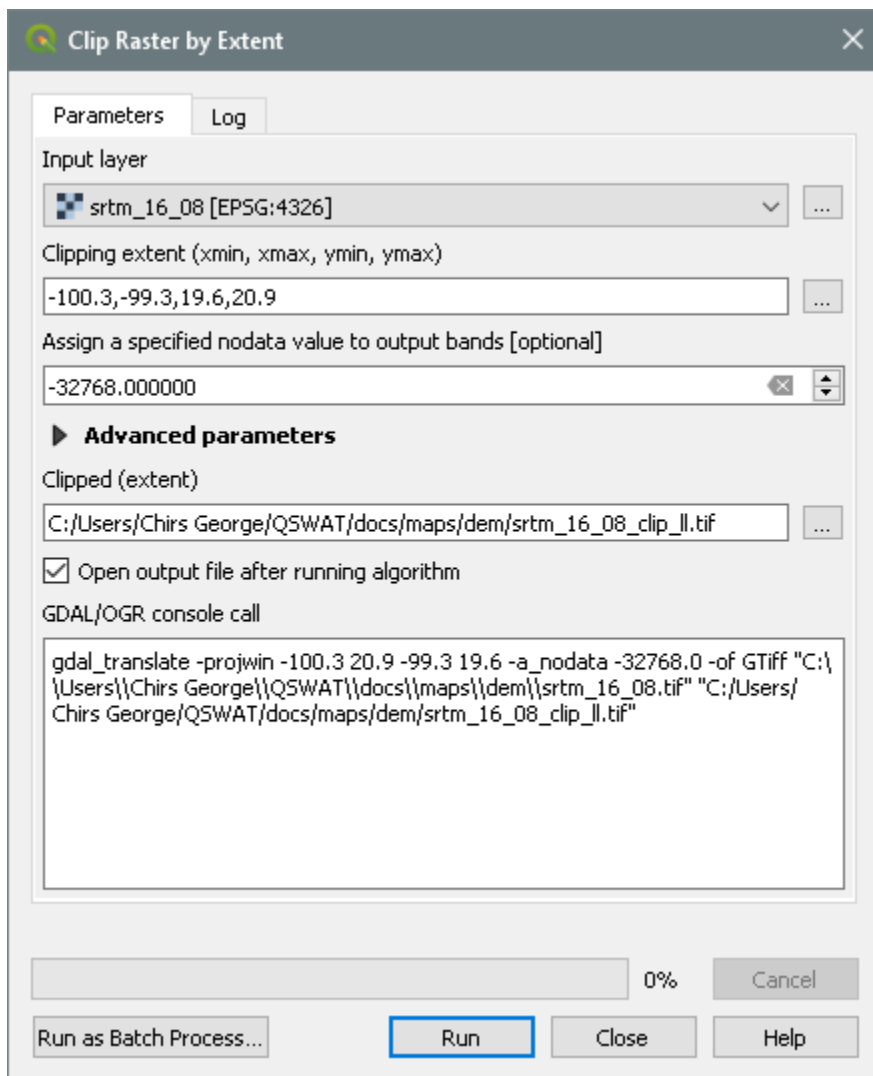 Clip Raster by Extent
Parameters Log
Input layer
srtm_16_08 [EPSG:4326]
...
Clipping extent (xmin, xmax, ymin, ymax)
-100.3,-99.3,19.6,20.9
...
Assign a specified nodata value to output bands [optional]
-32768.000000
Advanced parameters
Clipped (extent)
C:/Users/Chirs George/QSWAT/docs/maps/dem/srtm_16_08_clip_ll.tif
...
Open output file after running algorithm
GDAL/OGR console call
gdal_translate -projwin -100.3 20.9 -99.3 19.6 -a_nodata -32768.0 -of GTiff "C:\
\Users\\Chirs George\\QSWAT\\docs\\maps\\dem\\srtm_16_08.tif" "C:/Users/
Chirs George/QSWAT/docs/maps/dem/srtm_16_08_clip_ll.tif"
0% Cancel
Run as Batch Process... Run Close Help